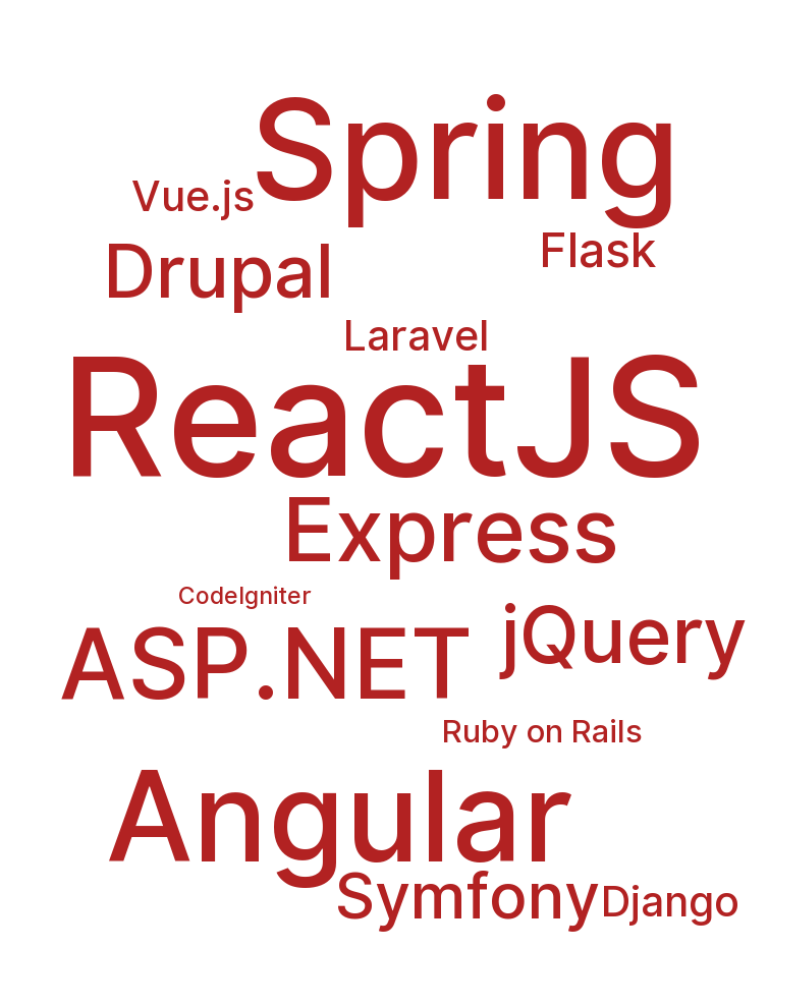 Spring
Vue.js
Flask
Drupal
Laravel
ReactJS
Express
CodeIgniter
jQuery
ASP.NET
Ruby on Rails
Angular
Symfony
Django